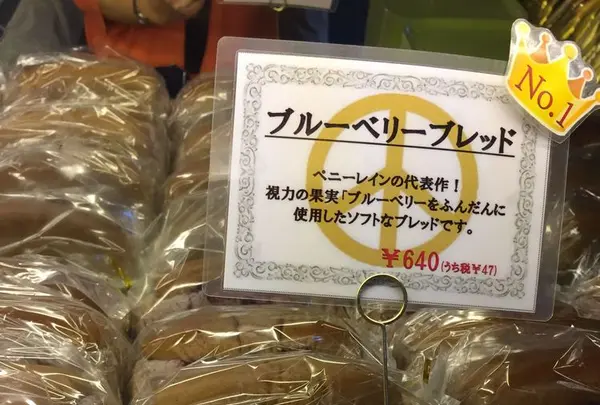 No.1
ブルーベリーブレッド
ペニーレインの代表作！
視力の果実「ブルーベリーをふんだんに
使用したソフトなブレッドです。
￥640(うち税￥47)